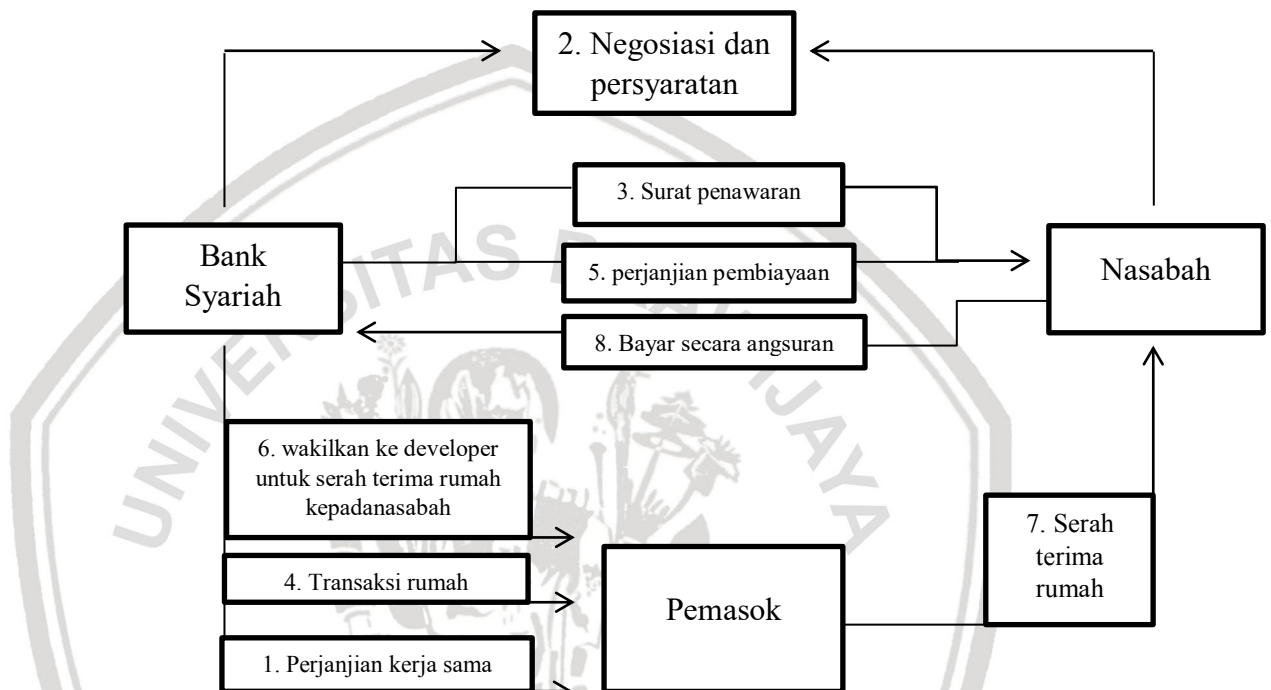 2. Negosiasi dan
persyaratan
3. Surat penawaran
Bank
Syariah
5. perjanjian pembiayaan
Nasabah
8. Bayar secara angsuran
6. wakilkan ke developer
untuk serah terima rumah
kepadanasabah
7. Serah
terima
rumah
4. Transaksi rumah
Pemasok
1. Perjanjian kerja sama
UNIVERSITAS BRAWIJAYA